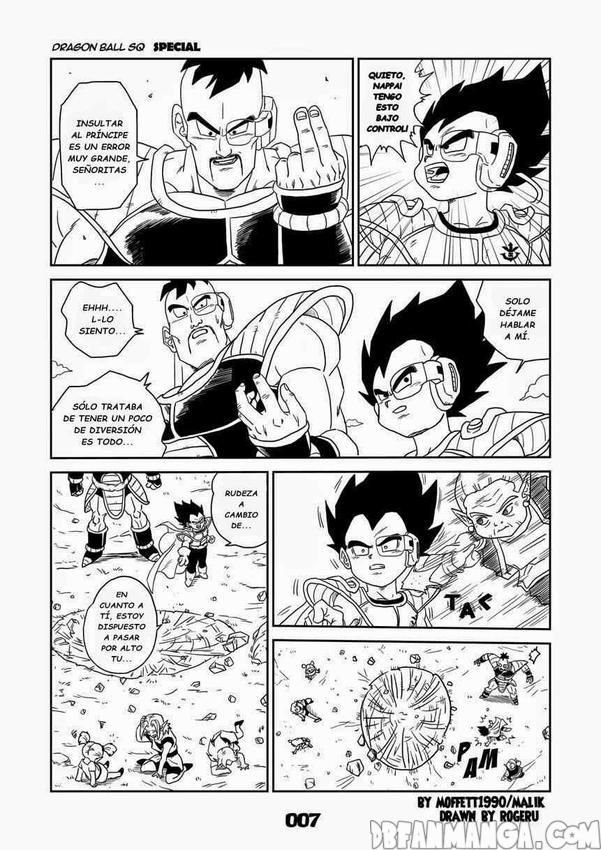 DRAGON BALL SQ SPECIAL
INSULTAR
AL PRÍNCIPE
ES UN ERROR
MUY GRANDE,
SEÑORITAS
...
QUIETO,
NAPPA!
TENGO
ESTO
BAJO
CONTROL!
EHHH....
L-LO
SIENTO...
SÓLO TRATABA
DE TENER UN POCO
DE DIVERSIÓN
ES TODO...
SOLO
DÉJAME
HABLAR
A MÍ.
RUDEZA
A
CAMBIO
DE...
EN
CUANTO A
TÍ, ESTOY
DISPUESTO
A PASAR
POR ALTO
TU...
TAK
PAM
BY MOFFETT1990/MALIK
DRAWN BY ROGERU
007
DBFANMANGA.COM